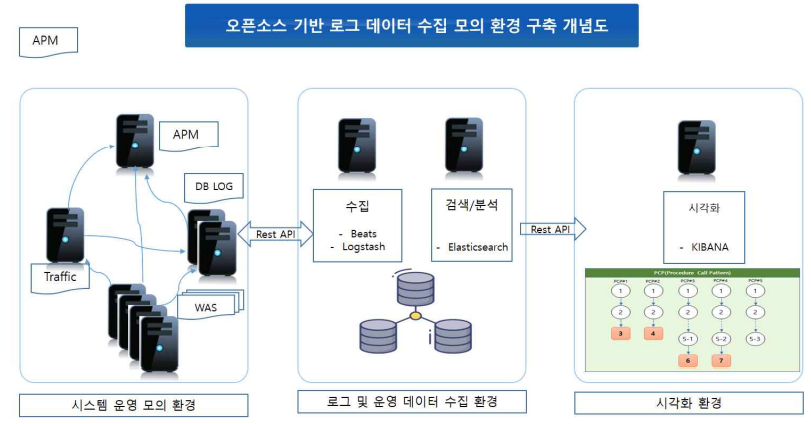 오픈소스 기반 로그 데이터 수집 모의 환경 구축 개념도
APM
APM
DB LOG
Traffic
WAS
시스템 운영 모의 환경
Rest API
수집
- Beats
- Logstash
검색/분석
- Elasticsearch
로그 및 운영 데이터 수집 환경
Rest API
시각화
- KIBANA
PCP(Procedure Call Pattern)
PCP#1 PCP#2 PCP#3 PCP#4 PCP#5
1 1 1 1 1
2 2 2 2 2
3 4 5-1 5-2 5-3
6 7
시각화 환경